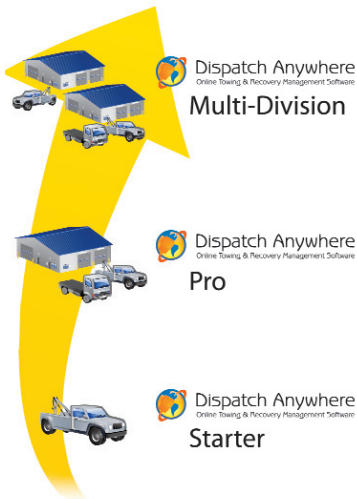 Dispatch Anywhere
Online Towing & Recovery Management Software
Multi-Division
Dispatch Anywhere
Online Towing & Recovery Management Software
Pro
Dispatch Anywhere
Online Towing & Recovery Management Software
Starter